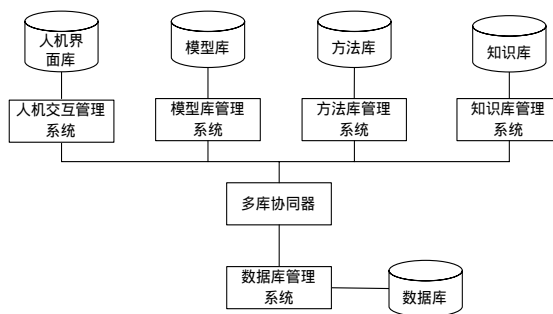 人机界
面库
模型库
方法库
知识库
人机交互管理
系统
模型库管理
系统
方法库管理
系统
知识库管理
系统
多库协同器
数据库管理
系统
数据库